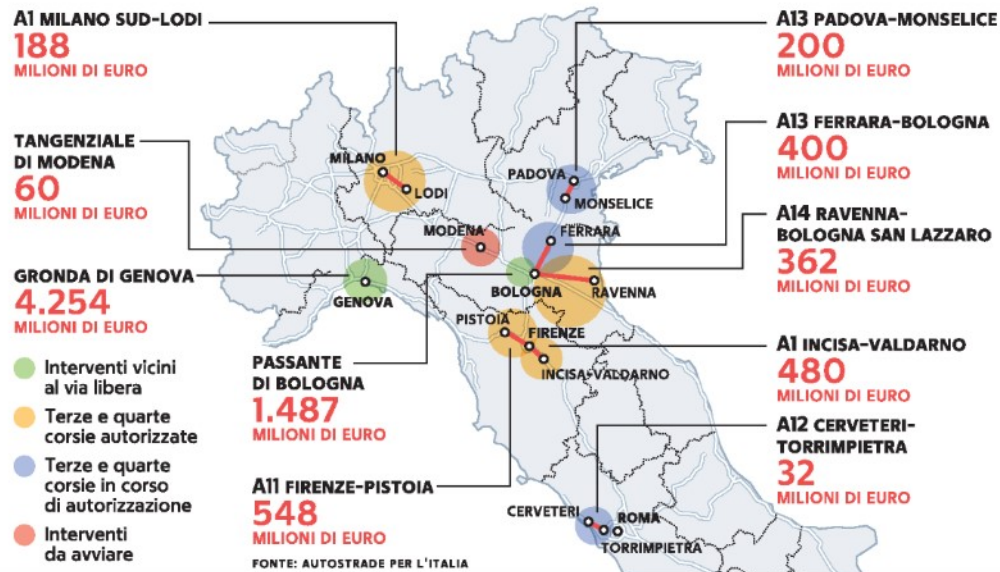 A1 MILANO SUD-LODI
188
MILIONI DI EURO
TANGENZIALE
DI MODENA
60
MILIONI DI EURO
GRONDA DI GENOVA
4.254
MILIONI DI EURO
Interventi vicini
al via libera
Terze e quarte
corsie autorizzate
Terze e quarte
corsie in corso
di autorizzazione
Interventi
da avviare
PASSANTE
DI BOLOGNA
1.487
MILIONI DI EURO
A11 FIRENZE-PISTOIA
548
MILIONI DI EURO
FONTE: AUTOSTRADE PER L'ITALIA
MILANO
LODI
PADOVA
MONSELICE
MODENA
FERRARA
GENOVA
BOLOGNA
RAVENNA
PISTOIA
FIRENZE
INCISA-VALDARNO
CERVETERI
ROMA
TORRIMPIETRA
A13 PADOVA-MONSELICE
200
MILIONI DI EURO
A13 FERRARA-BOLOGNA
400
MILIONI DI EURO
A14 RAVENNA-
BOLOGNA SAN LAZZARO
362
MILIONI DI EURO
A1 INCISA-VALDARNO
480
MILIONI DI EURO
A12 CERVETERI-
TORRIMPIETRA
32
MILIONI DI EURO